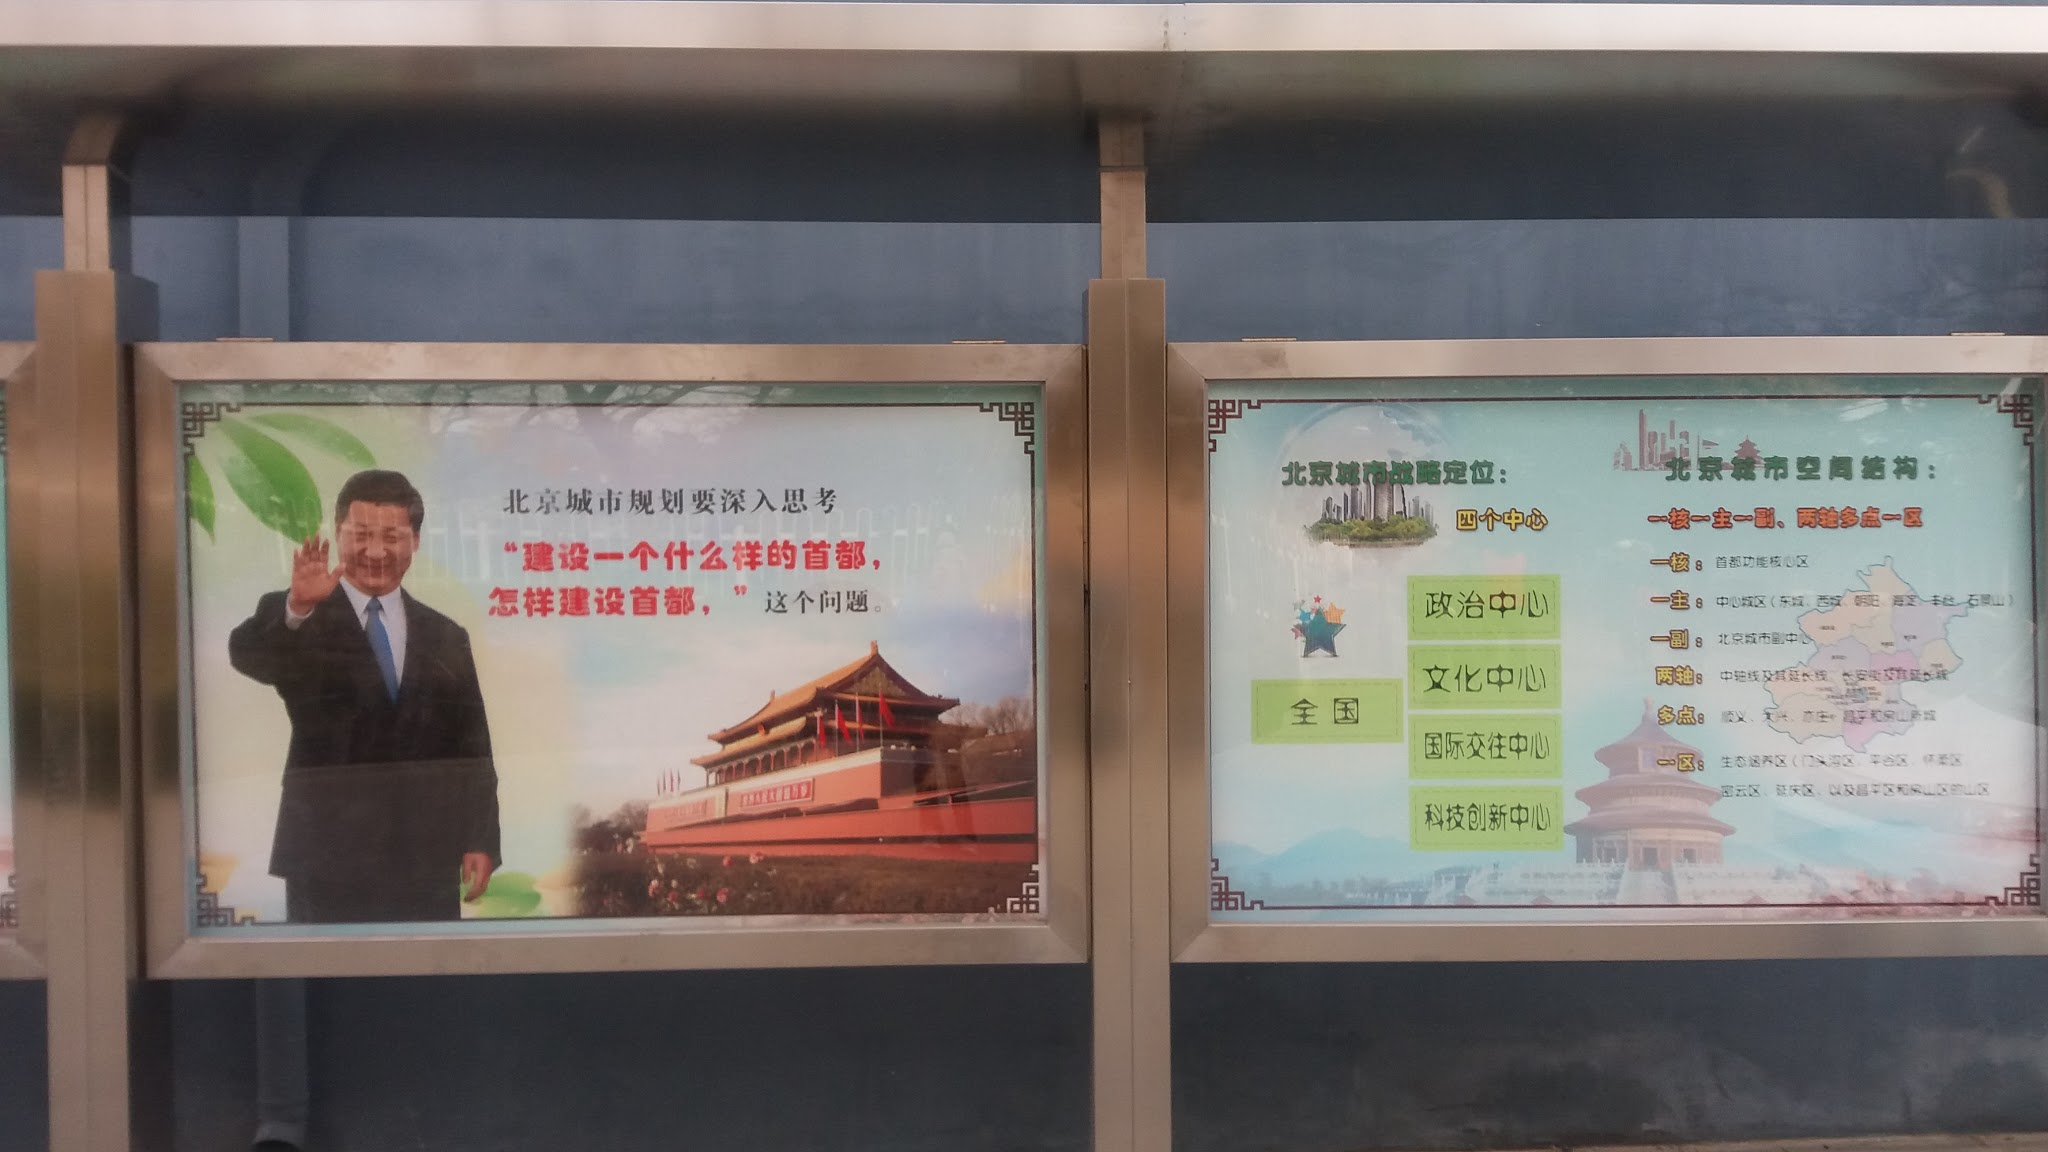 北京城市规划要深入思考
“建设一个什么样的首都，
怎样建设首都，”这个问题。
北京城市战略定位：
四个中心
全国
政治中心
文化中心
国际交往中心
科技创新中心
北京城市空间结构：
一核一主一副、两轴多点一区
一核：首都功能核心区
一主：中心城区（东城、西城、朝阳、海淀、丰台、石景山）
一副：北京城市副中心
两轴：中轴线及其延长线、长安街及其延长线
多点：顺义、大兴、亦庄、昌平和房山新城
一区：生态涵养区（门头沟区、平谷区、怀柔区、
密云区、延庆区、以及昌平区和房山区的山区